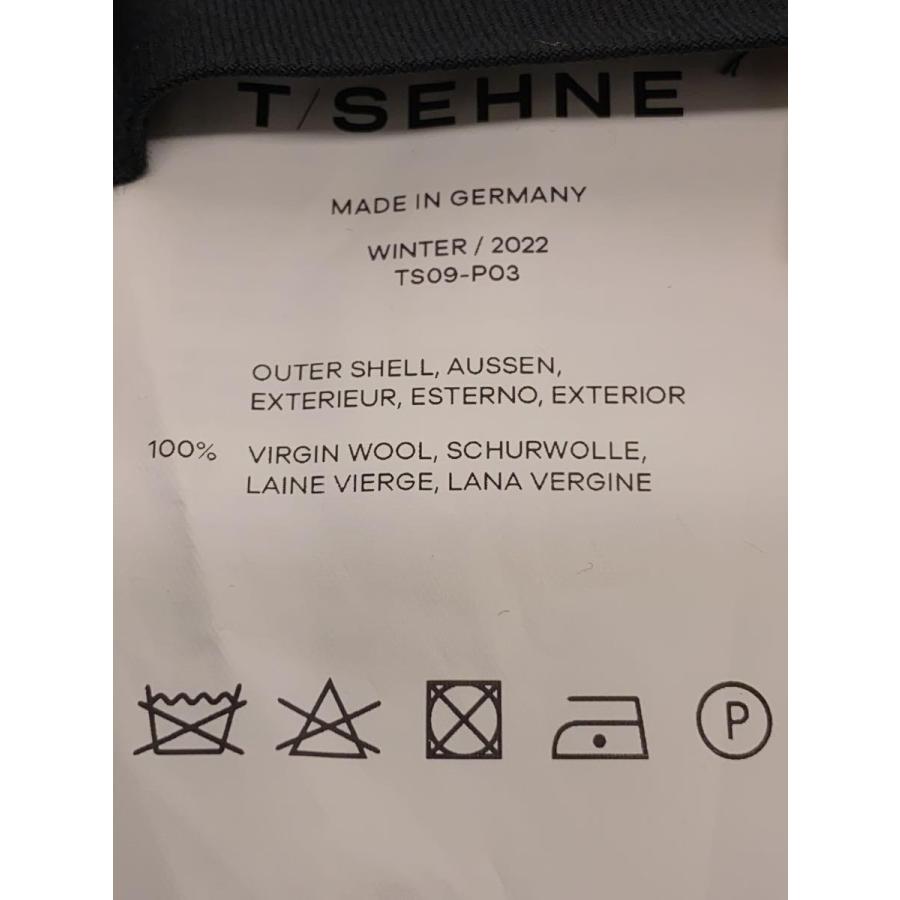 T/SEHNE
MADE IN GERMANY
WINTER / 2022
TS09-P03
OUTER SHELL, AUSSEN,
EXTERIEUR, ESTERNO, EXTERIOR
100% VIRGIN WOOL, SCHURWOLLE,
LAINE VIERGE, LANA VERGINE
P